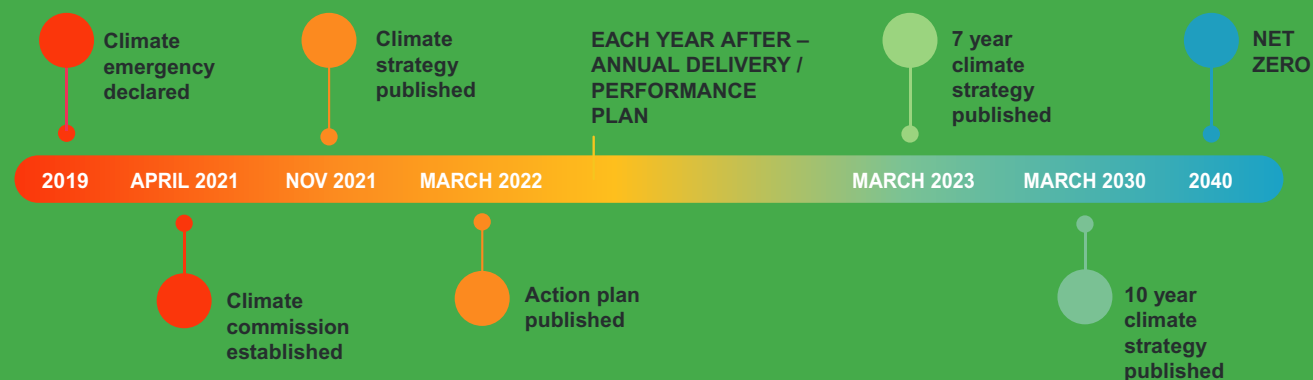 Climate
emergency
declared
Climate
strategy
published
EACH YEAR AFTER –
ANNUAL DELIVERY /
PERFORMANCE
PLAN
7 year
climate
strategy
published
NET
ZERO
2019
APRIL 2021
NOV 2021
MARCH 2022
MARCH 2023
MARCH 2030
2040
Climate
commission
established
Action plan
published
10 year
climate
strategy
published